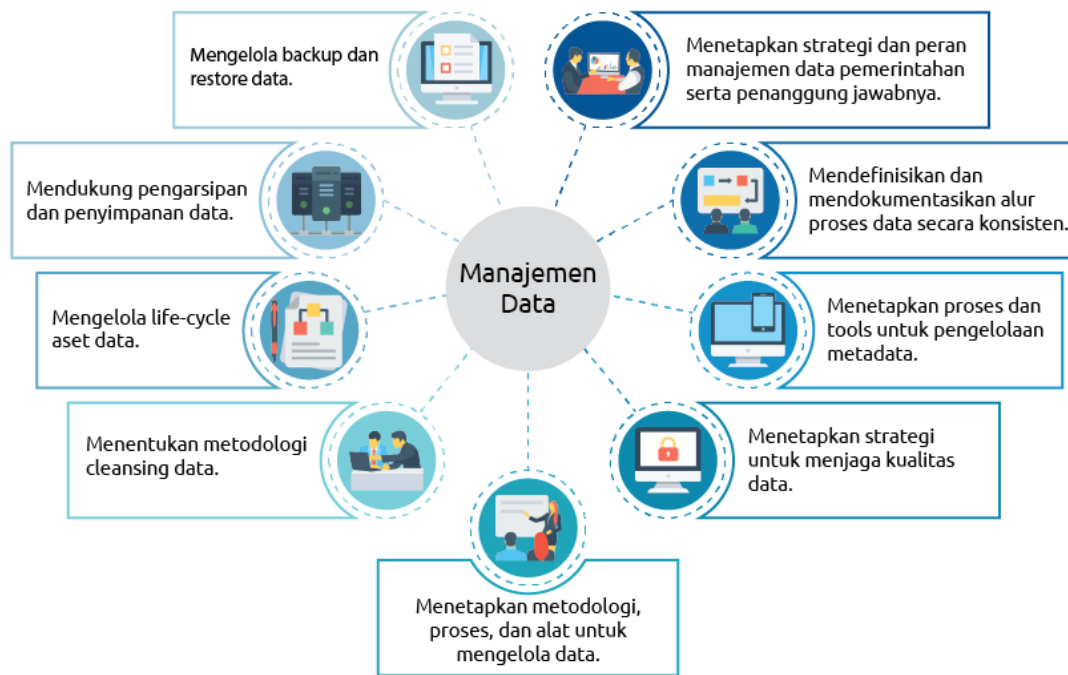 Mengelola backup dan
restore data.
Menetapkan strategi dan peran
manajemen data pemerintahan
serta penanggung jawabnya.
Mendukung pengarsipan
dan penyimpanan data.
Mendefinisikan dan
mendokumentasikan alur
proses data secara konsisten.
Manajemen
Data
Mengelola life-cycle
aset data.
Menetapkan proses dan
tools untuk pengelolaan
metadata.
Menentukan metodologi
cleansing data.
Menetapkan strategi
untuk menjaga kualitas
data.
Menetapkan metodologi,
proses, dan alat untuk
mengelola data.